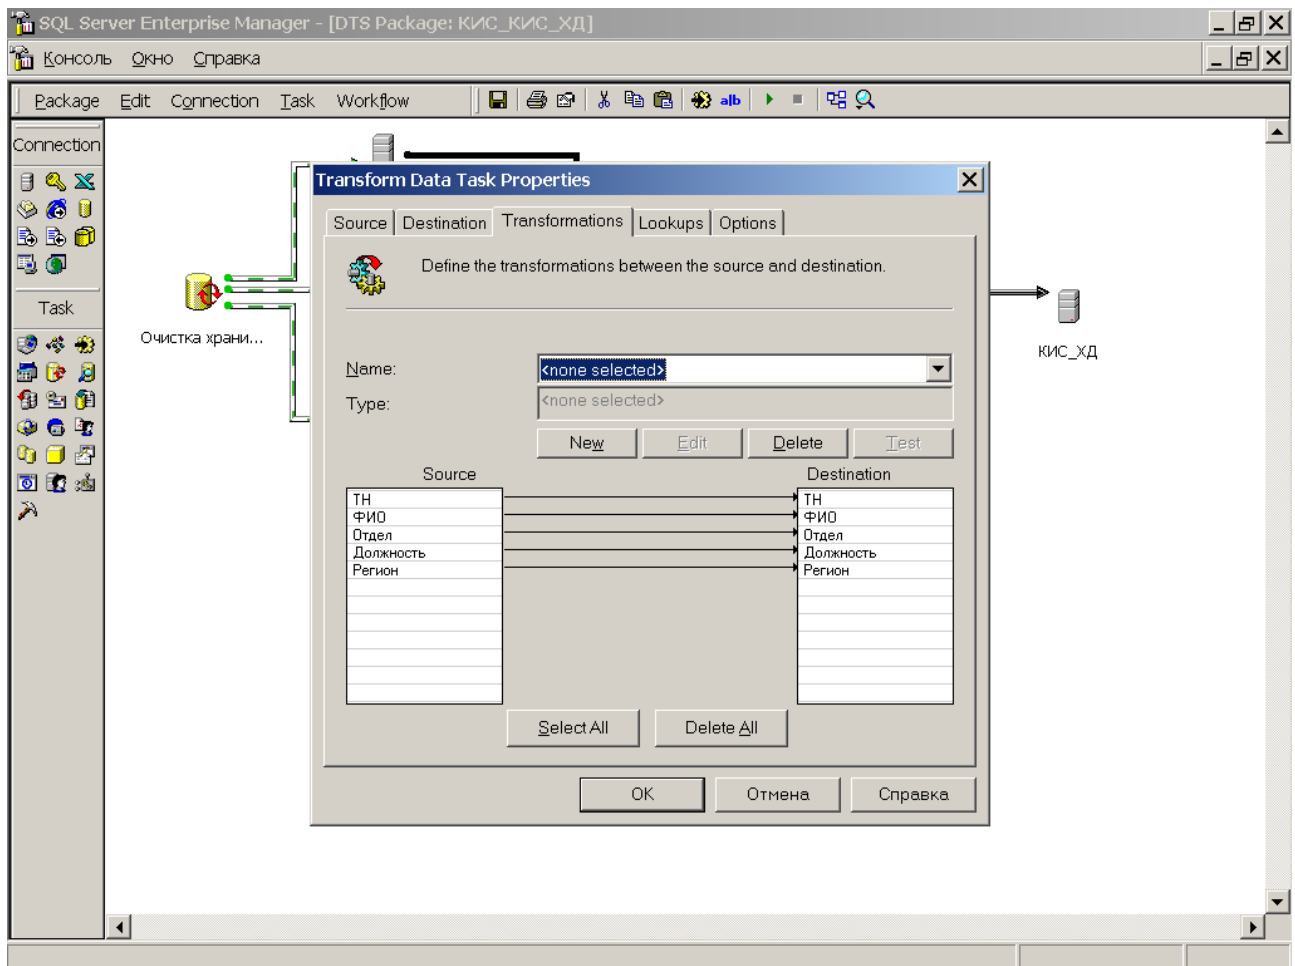 SQL Server Enterprise Manager - [DTS Package: КИС_КИС_ХД]
Консоль Окно Справка
Package Edit Connection Task Workflow
alb
Connection
Task
Очистка храни...
КИС_ХД
Transform Data Task Properties
Source Destination Transformations Lookups Options
Define the transformations between the source and destination.
Name: <none selected>
Type: <none selected>
New Edit Delete Test
Source Destination
ТН ТН
ФИО ФИО
Отдел Отдел
Должность Должность
Регион Регион
Select All Delete All
OK Отмена Справка